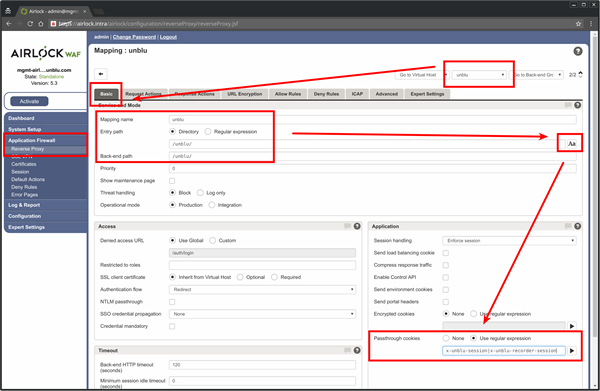 Airlock - admin@mgm
airlock.intra/airlock/configuration/reverseProxy/reverseProxy.jsf
admin | Change Password | Logout
AIRLOCK WAF
mgmt-airl....unblu.com
State: Standalone
Version: 5.3
Activate
Dashboard
System Setup
Application Firewall
Reverse Proxy
Certificates
Session
Default Actions
Deny Rules
Error Pages
Log & Report
Configuration
Expert Settings
Mapping : unblu
?
Go to Virtual Host
unblu
Go to Back-end Gro
2/2
Basic
Request Actions
Response Actions
URL Encryption
Allow Rules
Deny Rules
ICAP
Advanced
Expert Settings
Service and Mode
Mapping name
unblu
Entry path
Directory
Regular expression
/unblu/
Aa
Back-end path
/unblu/
Priority
0
Show maintenance page
Threat handling
Block
Log only
Operational mode
Production
Integration
Access
Denied access URL
Use Global
Custom
/auth/login
Restricted to roles
SSL client certificate
Inherit from Virtual Host
Optional
Required
Authentication flow
Redirect
NTLM passthrough
SSO credential propagation
None
Credential mandatory
Timeout
Back-end HTTP timeout (seconds)
120
Minimum session idle timeout (seconds)
0
Application
Session handling
Enforce session
Send load balancing cookie
Compress response traffic
Enable Control API
Send environment cookies
Send portal headers
Encrypted cookies
None
Use regular expression
Passthrough cookies
None
Use regular expression
x-unblu-session|x-unblu-recorder-session